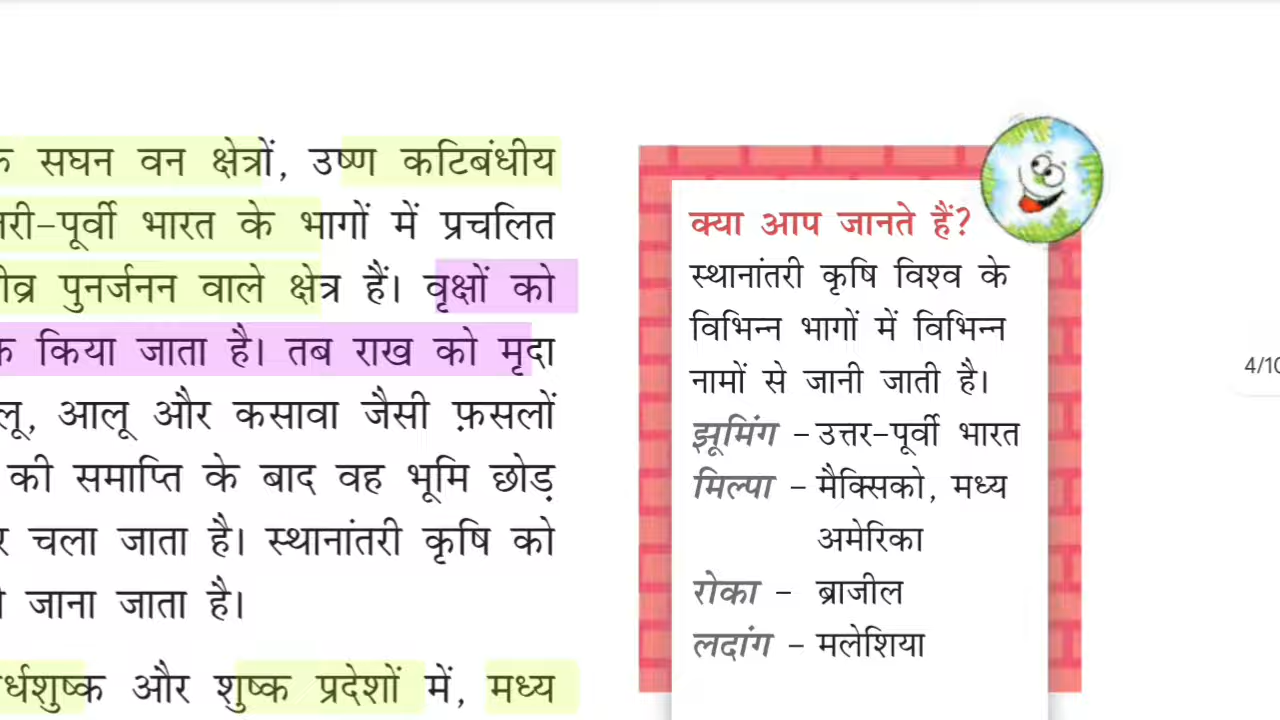 सघन वन क्षेत्रों, उष्ण कटिबंधीय
तरी-पूर्वी भारत के भागों में प्रचलित
पुनर्जनन वाले क्षेत्र हैं। वृक्षों को
किया जाता है। तब राख को मृदा
आलू और कसावा जैसी फ़सलों
की समाप्ति के बाद वह भूमि छोड़
चला जाता है। स्थानांतरी कृषि को
जाना जाता है।
र्धशुष्क और शुष्क प्रदेशों में, मध्य
क्या आप जानते हैं?
स्थानांतरी कृषि विश्व के
विभिन्न भागों में विभिन्न
नामों से जानी जाती है।
झूमिंग – उत्तर-पूर्वी भारत
मिल्पा – मैक्सिको, मध्य
अमेरिका
रोका – ब्राजील
लदांग – मलेशिया
4/10